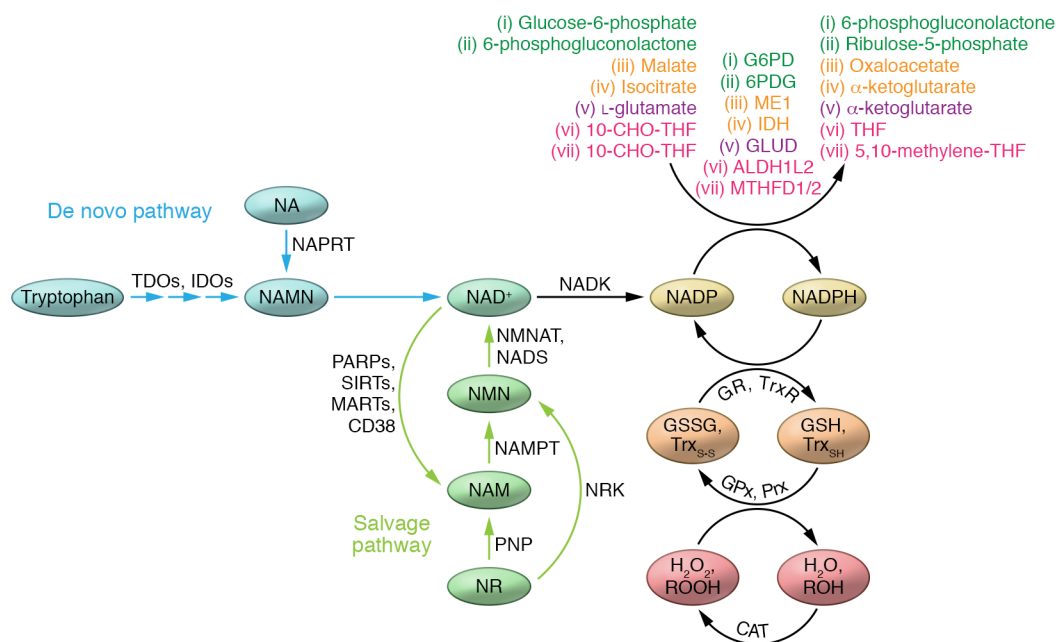 (i) Glucose-6-phosphate
(ii) 6-phosphogluconolactone
(iii) Malate
(iv) Isocitrate
(v) L-glutamate
(vi) 10-CHO-THF
(vii) 10-CHO-THF
(i) G6PD
(ii) 6PDG
(iii) ME1
(iv) IDH
(v) GLUD
(vi) ALDH1L2
(vii) MTHFD1/2
(i) 6-phosphogluconolactone
(ii) Ribulose-5-phosphate
(iii) Oxaloacetate
(iv) α-ketoglutarate
(v) α-ketoglutarate
(vi) THF
(vii) 5,10-methylene-THF
De novo pathway
NA
NAPRT
Tryptophan
TDOs, IDOs
NAMN
NAD+
NADK
NADP
NADPH
PARPs,
SIRTs,
MARTs,
CD38
NMNAT,
NADS
NMN
NAMPT
NAM
NRK
Salvage
pathway
PNP
NR
GR, TrxR
GSSG,
TrxS-S
GSH,
TrxSH
GPx, Prx
H2O2,
ROOH
H2O,
ROH
CAT